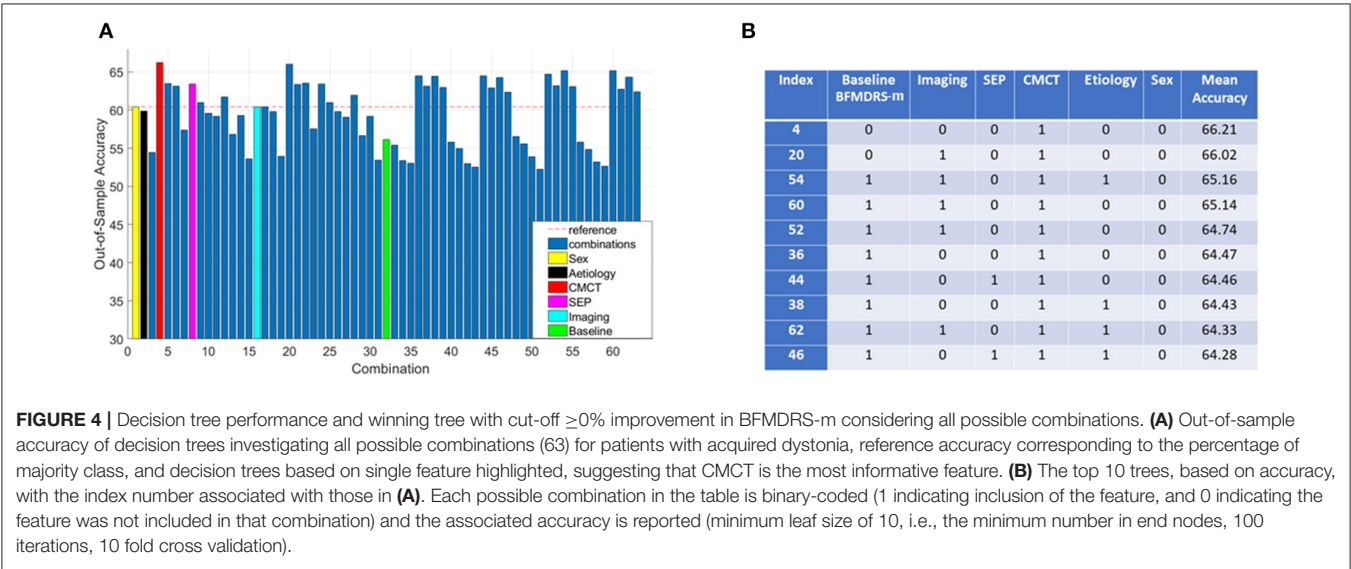 A
Out-of-Sample Accuracy
65
60
55
50
45
40
35
30
0 5 10 15 20 25 30 35 40 45 50 55 60
Combination
reference
combinations
Sex
Aetiology
CMCT
SEP
Imaging
Baseline
B
Index Baseline BFMDRS-m Imaging SEP CMCT Etiology Sex Mean Accuracy
4 0 0 0 1 0 0 66.21
20 0 1 0 1 0 0 66.02
54 1 1 0 1 1 0 65.16
60 1 1 0 1 0 0 65.14
52 1 1 0 1 0 0 64.74
36 1 0 0 1 0 0 64.47
44 1 0 1 1 0 0 64.46
38 1 0 0 1 1 0 64.43
62 1 1 0 1 1 0 64.33
46 1 0 1 1 1 0 64.28
FIGURE 4 | Decision tree performance and winning tree with cut-off ≥0% improvement in BFMDRS-m considering all possible combinations. (A) Out-of-sample
accuracy of decision trees investigating all possible combinations (63) for patients with acquired dystonia, reference accuracy corresponding to the percentage of
majority class, and decision trees based on single feature highlighted, suggesting that CMCT is the most informative feature. (B) The top 10 trees, based on accuracy,
with the index number associated with those in (A). Each possible combination in the table is binary-coded (1 indicating inclusion of the feature, and 0 indicating the
feature was not included in that combination) and the associated accuracy is reported (minimum leaf size of 10, i.e., the minimum number in end nodes, 100
iterations, 10 fold cross validation).